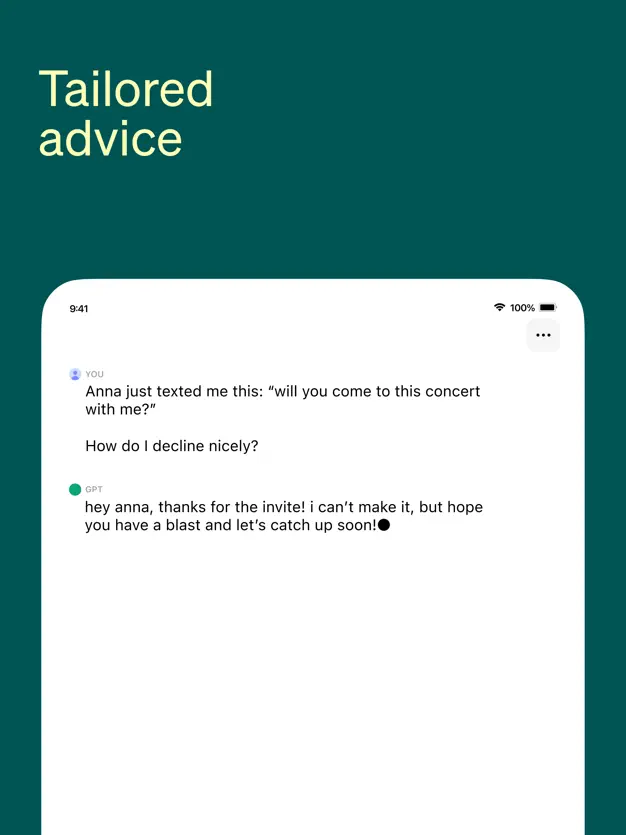 Tailored
advice
9:41
100%
YOU
Anna just texted me this: “will you come to this concert
with me?”
How do I decline nicely?
GPT
hey anna, thanks for the invite! i can’t make it, but hope
you have a blast and let’s catch up soon!